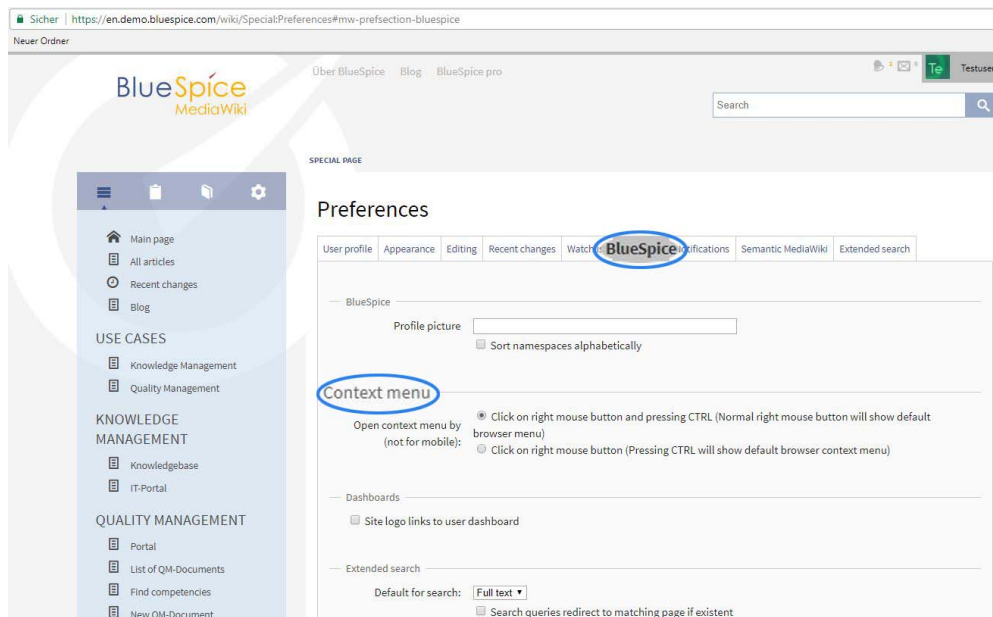 Sicher | https://en.demo.bluespice.com/wiki/Special:Preferences#mw-prefsection-bluespice
Neuer Ordner
BlueSpice
MediaWiki
Über BlueSpice Blog BlueSpice pro
Te Testuser
Search
SPECIAL PAGE
Main page
All articles
Recent changes
Blog
USE CASES
Knowledge Management
Quality Management
KNOWLEDGE
MANAGEMENT
Knowledgebase
IT-Portal
QUALITY MANAGEMENT
Portal
List of QM-Documents
Find competencies
New QM-Document
Preferences
User profile Appearance Editing Recent changes BlueSpice Semantic MediaWiki Extended search
BlueSpice
Profile picture
Sort namespaces alphabetically
Context menu
Open context menu by
(not for mobile):
Click on right mouse button and pressing CTRL (Normal right mouse button will show default
browser menu)
Click on right mouse button (Pressing CTRL will show default browser context menu)
Dashboards
Site logo links to user dashboard
Extended search
Default for search: Full text
Search queries redirect to matching page if existent